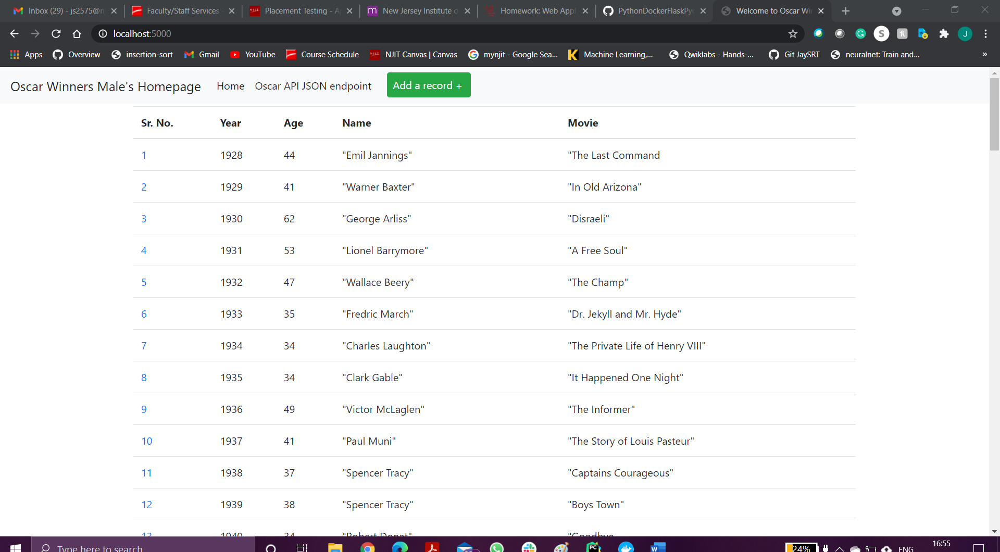 Inbox (29) - js2575@n Faculty/Staff Services Placement Testing - A New Jersey Institute o Homework: Web Appl PythonDockerFlaskPyc Welcome to Oscar Wi
localhost:5000
Apps Overview insertion-sort Gmail YouTube Course Schedule NJIT Canvas | Canvas mynjit - Google Sea... Machine Learning,... Qwiklabs - Hands-... Git JaySRT neuralnet: Train and... »
Oscar Winners Male's Homepage Home Oscar API JSON endpoint Add a record +
Sr. No. Year Age Name Movie
1 1928 44 "Emil Jannings" "The Last Command
2 1929 41 "Warner Baxter" "In Old Arizona"
3 1930 62 "George Arliss" "Disraeli"
4 1931 53 "Lionel Barrymore" "A Free Soul"
5 1932 47 "Wallace Beery" "The Champ"
6 1933 35 "Fredric March" "Dr. Jekyll and Mr. Hyde"
7 1934 34 "Charles Laughton" "The Private Life of Henry VIII"
8 1935 34 "Clark Gable" "It Happened One Night"
9 1936 49 "Victor McLaglen" "The Informer"
10 1937 41 "Paul Muni" "The Story of Louis Pasteur"
11 1938 37 "Spencer Tracy" "Captains Courageous"
12 1939 38 "Spencer Tracy" "Boys Town"
13 1940 34 "Robert Donat" "Goodbye
Type here to search 24% ENG 16:55